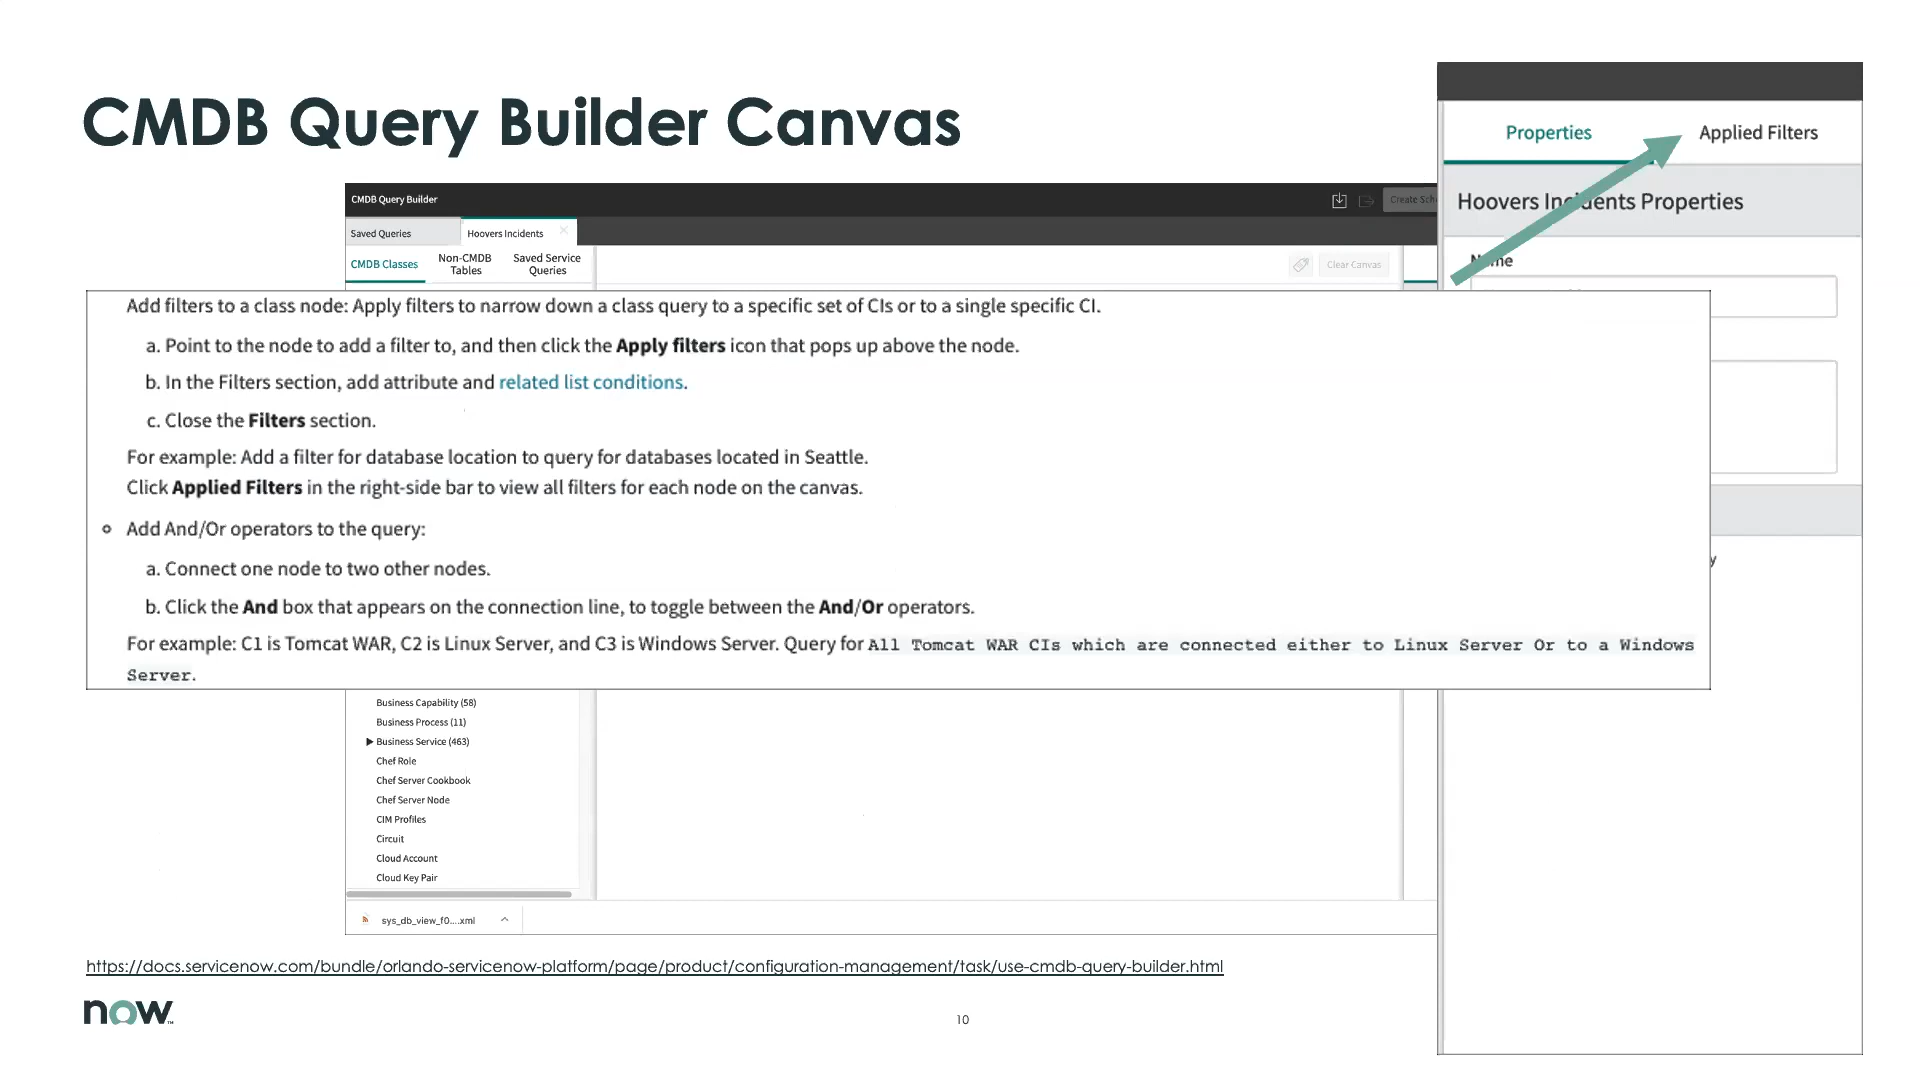 CMDB Query Builder Canvas
CMDB Query Builder
Create Sch
Saved Queries
Hoovers Incidents
CMDB Classes
Non-CMDB
Tables
Saved Service
Queries
Clear Canvas
Properties
Applied Filters
Hoovers Incidents Properties
Name
Add filters to a class node: Apply filters to narrow down a class query to a specific set of CIs or to a single specific CI.
a. Point to the node to add a filter to, and then click the Apply filters icon that pops up above the node.
b. In the Filters section, add attribute and related list conditions.
c. Close the Filters section.
For example: Add a filter for database location to query for databases located in Seattle.
Click Applied Filters in the right-side bar to view all filters for each node on the canvas.
Add And/Or operators to the query:
a. Connect one node to two other nodes.
b. Click the And box that appears on the connection line, to toggle between the And/Or operators.
For example: C1 is Tomcat WAR, C2 is Linux Server, and C3 is Windows Server. Query for All Tomcat WAR CIs which are connected either to Linux Server Or to a Windows
Server.
y
Business Capability (58)
Business Process (11)
Business Service (463)
Chef Role
Chef Server Cookbook
Chef Server Node
CIM Profiles
Circuit
Cloud Account
Cloud Key Pair
sys_db_view_f0....xml
https://docs.servicenow.com/bundle/orlando-servicenow-platform/page/product/configuration-management/task/use-cmdb-query-builder.html
now
10